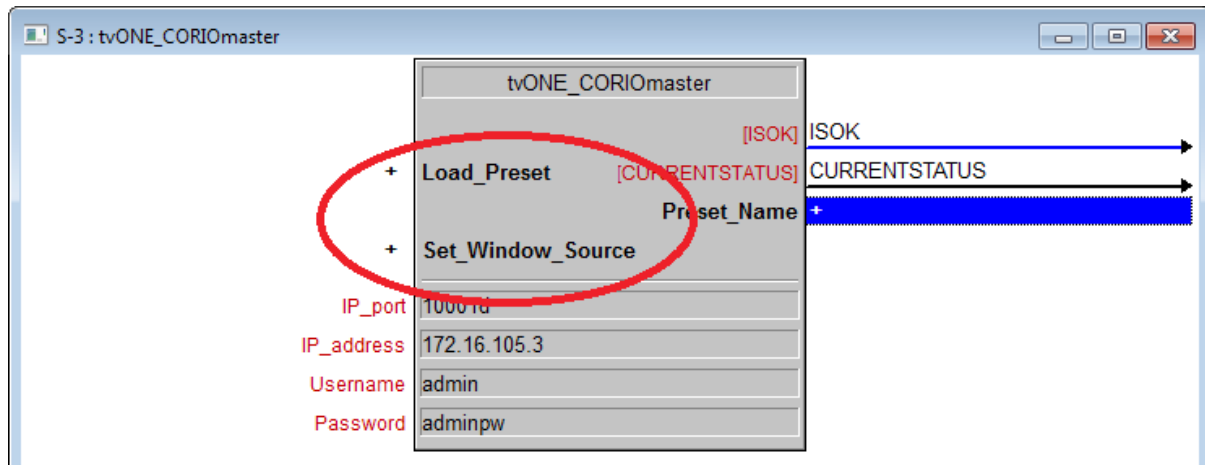 S-3 : tvONE_CORIOmaster
tvONE_CORIOmaster
[ISOK] ISOK
+ Load_Preset [CURRENTSTATUS] CURRENTSTATUS
Preset_Name +
+ Set_Window_Source
IP_port 10001d
IP_address 172.16.105.3
Username admin
Password adminpw